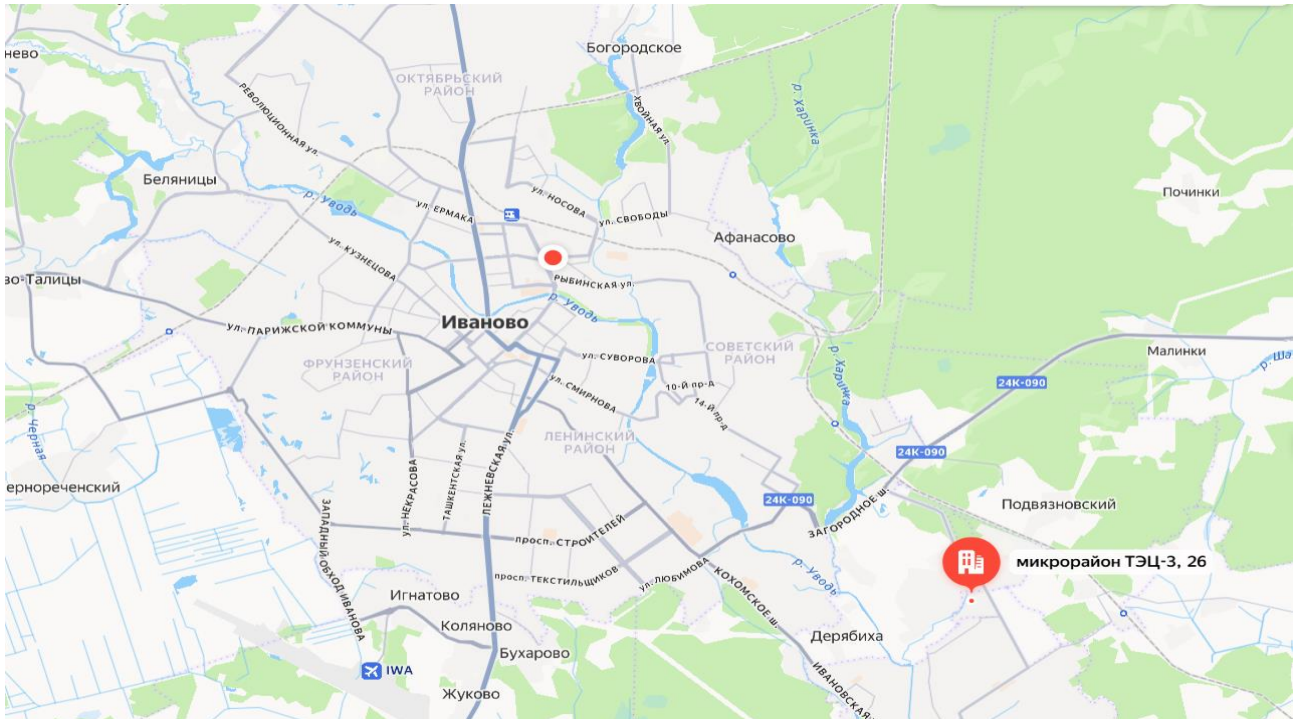 нево
Богородское
ОКТЯБРЬСКИЙ
РАЙОН
РЕВОЛЮЦИОННАЯ ул.
ХВОЙНАЯ ул.
р. Харинка
Беляницы
Починки
р. Уводь
ул. ЕРМАКА
ул. НОСОВА
ул. СВОБОДЫ
Афанасово
ул. КУЗНЕЦОВА
во-Талицы
РЫБИНСКАЯ ул.
р. Уводь
Иваново
ул. ПАРИЖСКОЙ КОММУНЫ
ФРУНЗЕНСКИЙ
РАЙОН
ул. СУВОРОВА
СОВЕТСКИЙ
РАЙОН
р. Харинка
Малинки
р. Ша
ул. СМИРНОВА
10-Й пр-д
14-Й пр-д
24К-090
р. Черная
ЛЕНИНСКИЙ
РАЙОН
24К-090
ернореченский
ул. НЕКРАСОВА
ТАШКЕНТСКАЯ ул.
ЛЕЖНЕВСКАЯ ул.
24К-090
ЗАГОРОДНОЕ ш.
Подвязновский
ЗАПАДНЫЙ ОБХОД ИВАНОВА
просп. СТРОИТЕЛЕЙ
микрорайон ТЭЦ-3, 26
просп. ТЕКСТИЛЬЩИКОВ
ул. ЛЮБИМОВА
КОХОМСКОЕ ш.
р. Уводь
Игнатово
Коляново
Дерябиха
Бухарово
IWA
ИВАНОВСКАЯ
Жуково